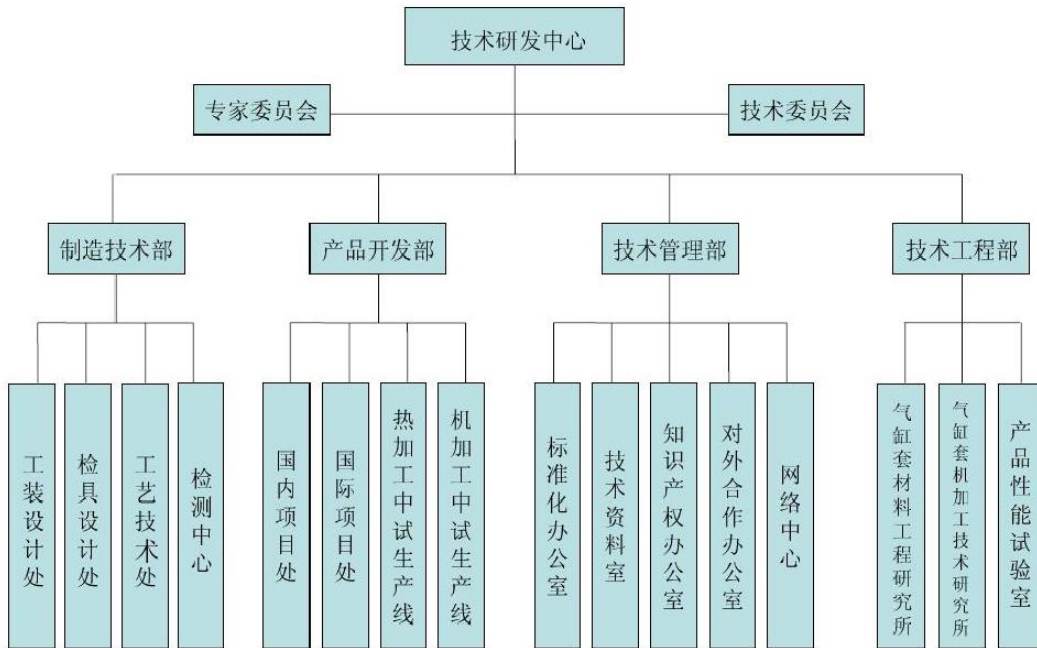 技术研发中心
专家委员会
技术委员会
制造技术部
产品开发部
技术管理部
技术工程部
工装设计处
检具设计处
工艺技术处
检测中心
国内项目处
国际项目处
热加工中试生产线
机加工中试生产线
标准化办公室
技术资料室
知识产权办公室
对外合作办公室
网络中心
气缸套材料工程研究所
气缸套机加工技术研究所
产品性能试验室